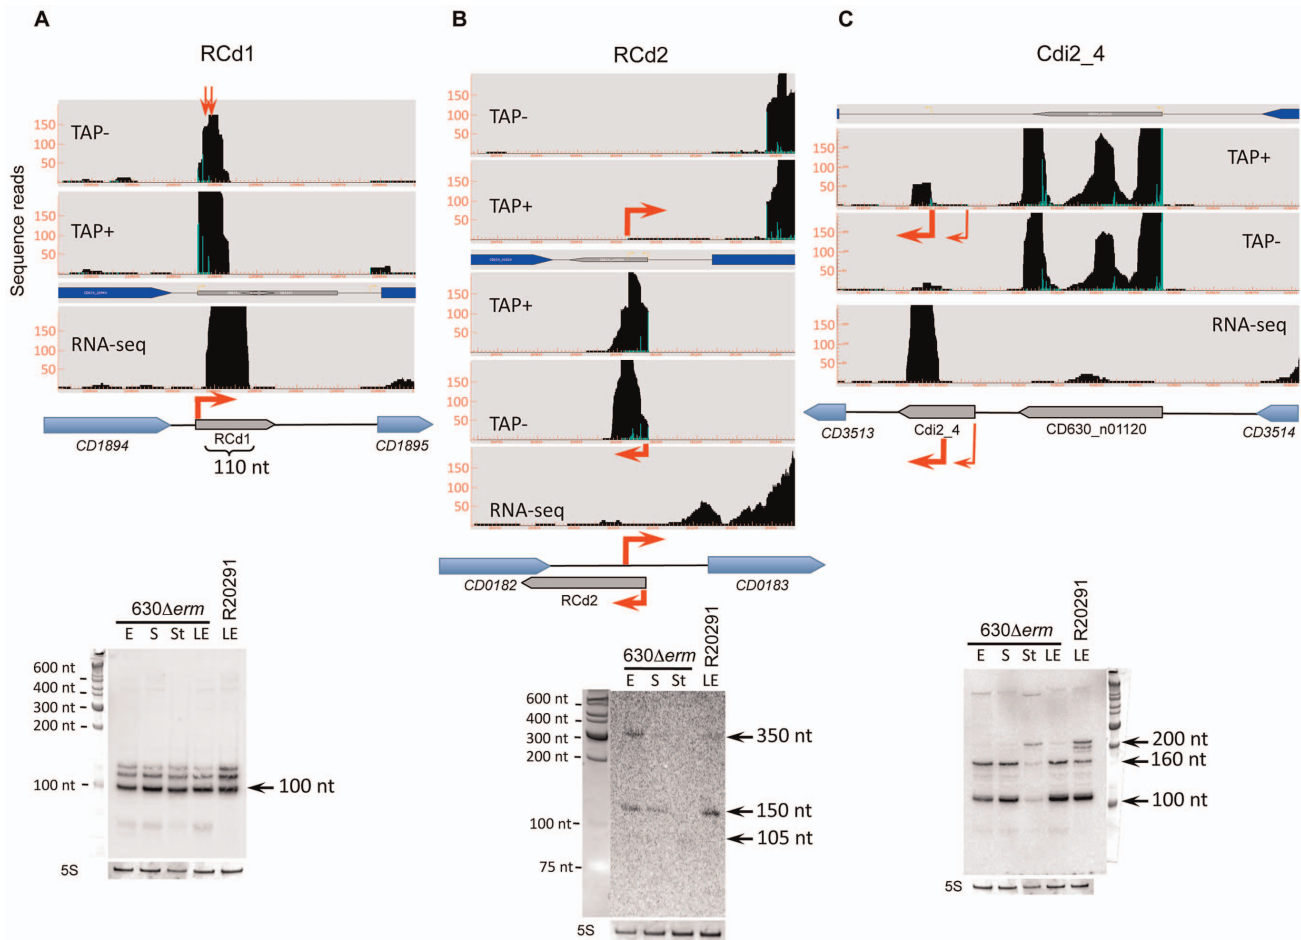 A
RCd1
Sequence reads
150
100
50
TAP-
150
100
50
TAP+
150
100
50
RNA-seq
CD1894
RCd1
CD1895
110 nt
630Δerm
R20291
E S St LE LE
600 nt
400 nt
300 nt
200 nt
100 nt
100 nt
5S
B
RCd2
150
100
50
TAP-
150
100
50
TAP+
150
100
50
TAP+
150
100
50
TAP-
150
100
50
RNA-seq
CD0182
RCd2
CD0183
630Δerm
R20291
E S St LE
600 nt
400 nt
300 nt
200 nt
100 nt
75 nt
350 nt
150 nt
105 nt
5S
C
Cdi2_4
150
100
50
TAP+
150
100
50
TAP-
150
100
50
RNA-seq
CD3513
Cdi2_4
CD630_n01120
CD3514
630Δerm
R20291
E S St LE LE
200 nt
160 nt
100 nt
5S